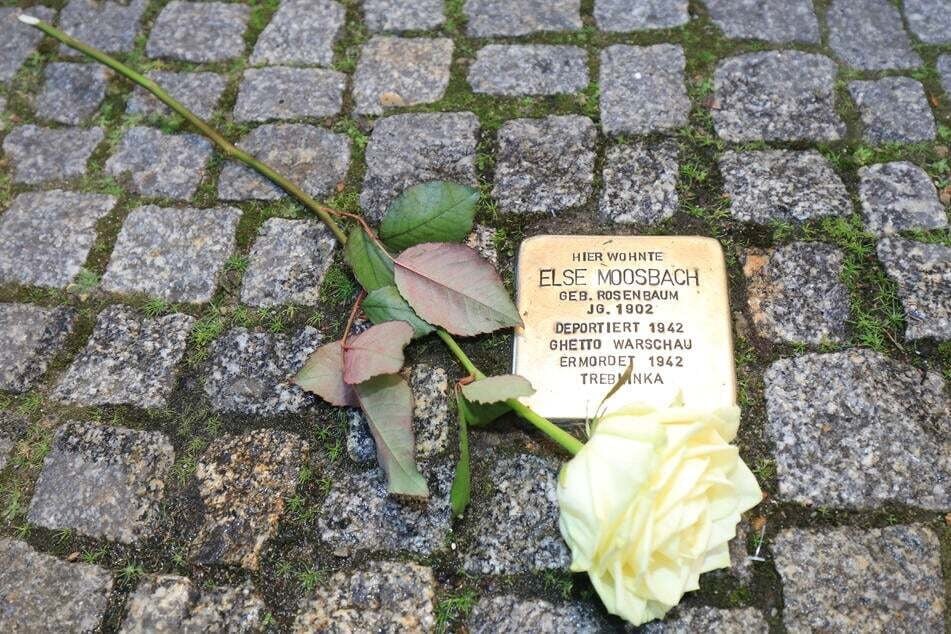 HIER WOHNTE
ELSE MOOSBACH
GEB. ROSENBAUM
JG. 1902
DEPORTIERT 1942
GHETTO WARSCHAU
ERMORDET 1942
TREBLINKA